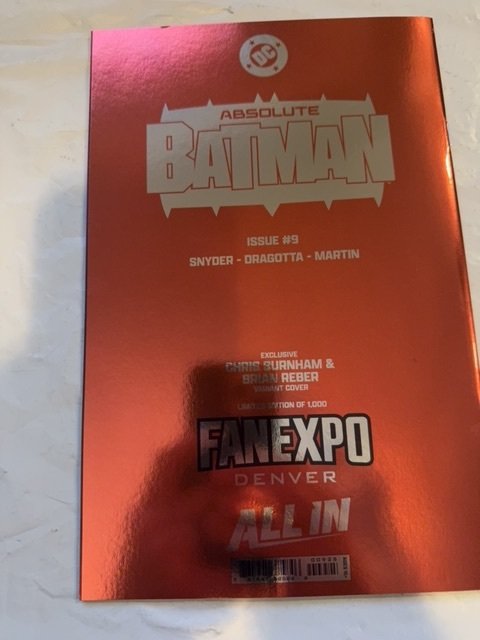 DC
ABSOLUTE
BATMAN
ISSUE #9
SNYDER - DRAGOTTA - MARTIN
EXCLUSIVE
CHRIS BURNHAM &
BRIAN REBER
VARIANT COVER
LIMITED EDITION OF 1,000
FANEXPO
DENVER
ALL IN